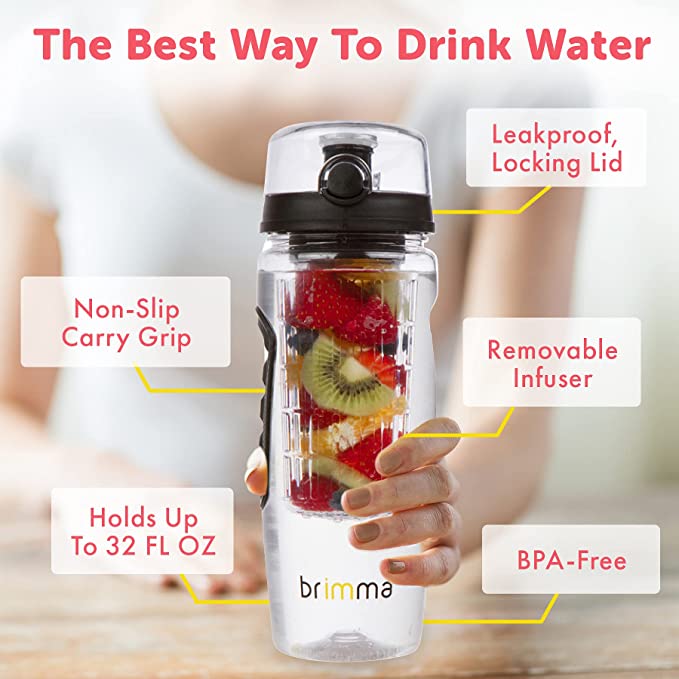 The Best Way To Drink Water
Leakproof,
Locking Lid
Non-Slip
Carry Grip
Removable
Infuser
Holds Up
To 32 FL OZ
BPA-Free
brimma